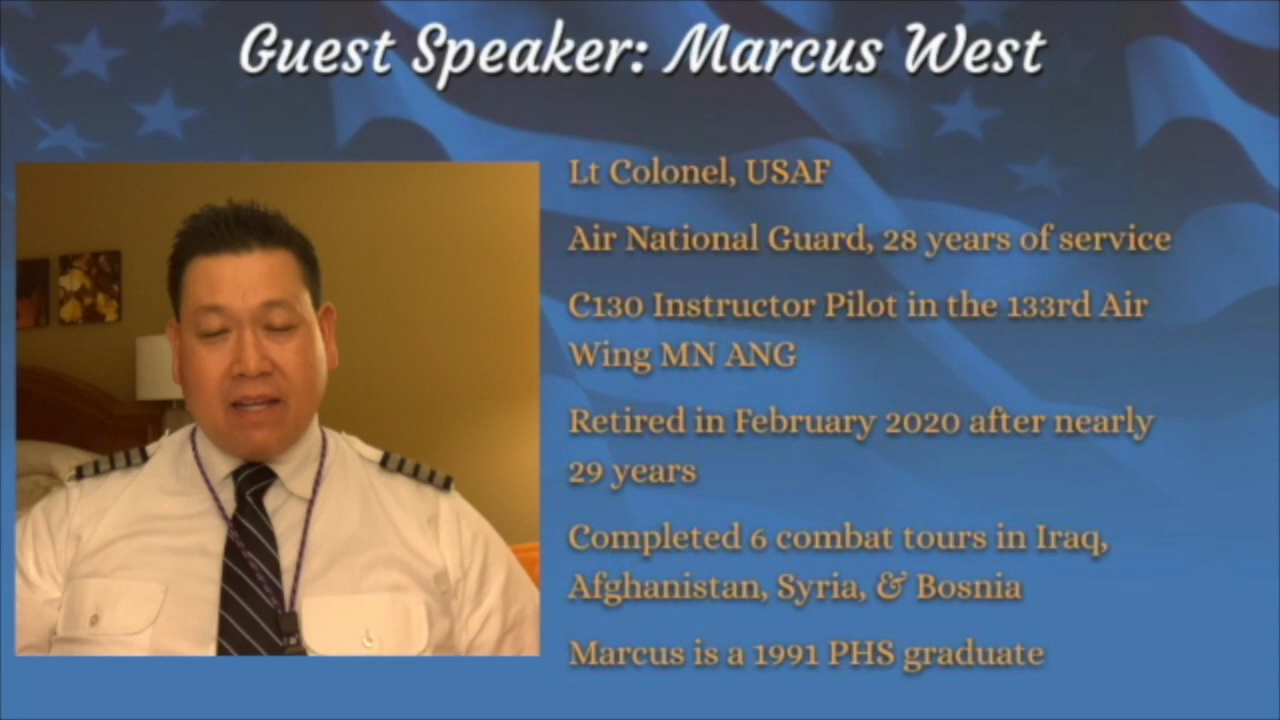 Guest Speaker: Marcus West
Lt Colonel, USAF
Air National Guard, 28 years of service
C130 Instructor Pilot in the 133rd Air
Wing MN ANG
Retired in February 2020 after nearly
29 years
Completed 6 combat tours in Iraq,
Afghanistan, Syria, & Bosnia
Marcus is a 1991 PHS graduate